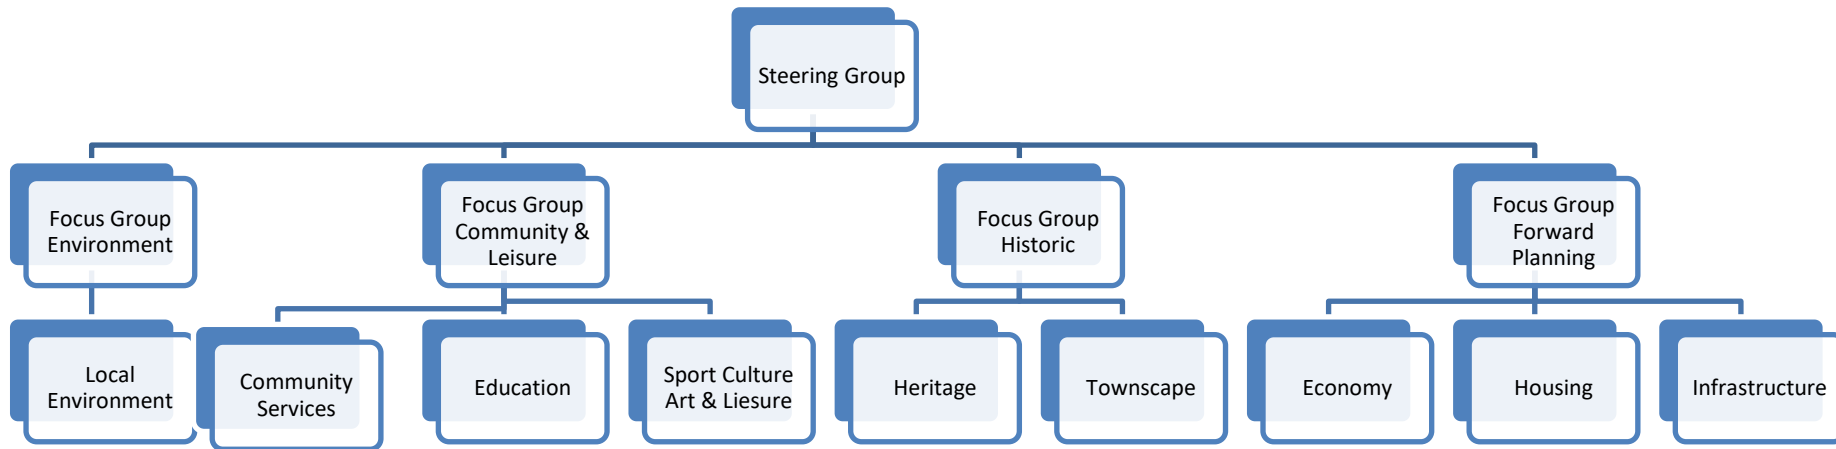 Steering Group
Focus Group
Environment
Focus Group
Community &
Leisure
Focus Group
Historic
Focus Group
Forward
Planning
Local
Environment
Community
Services
Education
Sport Culture
Art & Liesure
Heritage
Townscape
Economy
Housing
Infrastructure